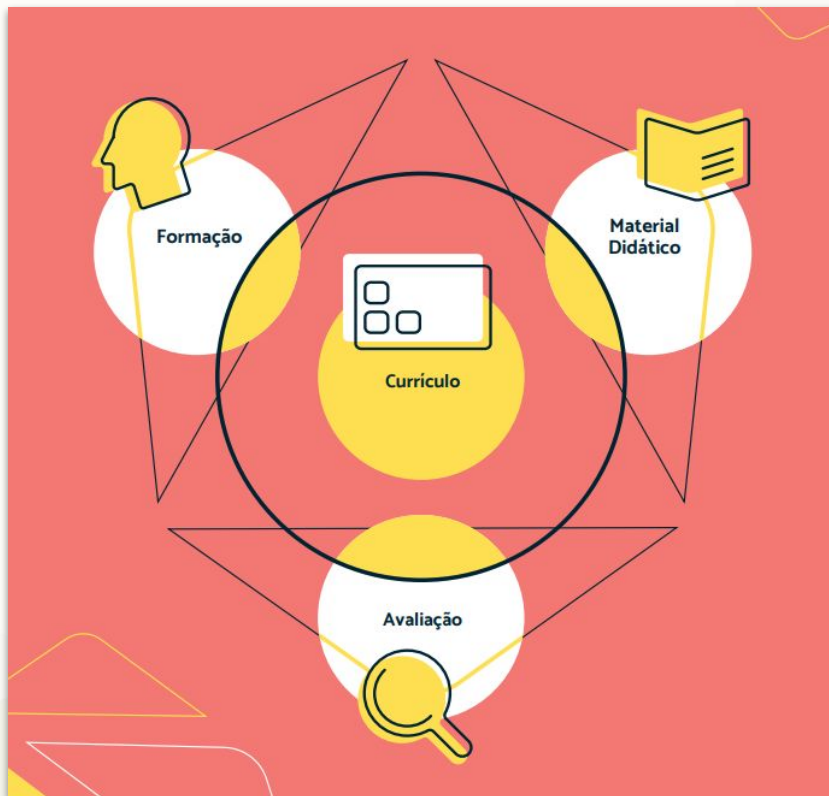 Formação
Material
Didático
Currículo
Avaliação